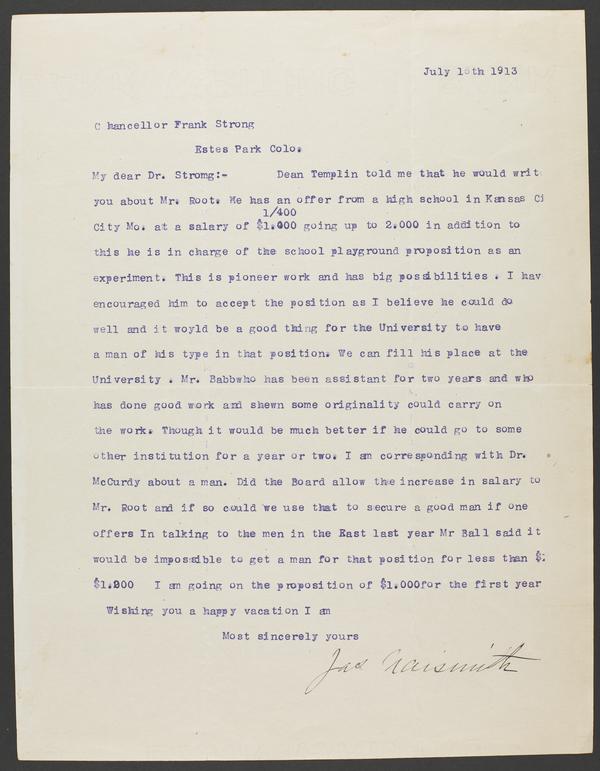 July 18th 1913
C hancellor Frank Strong
Estes Park Colo.
My dear Dr. Stromg:- Dean Templin told me that he would writ
you about Mr. Root. He has an offer from a high school in Kansas Ci
1/400
City Mo. at a salary of $1.000 going up to 2.000 in addition to
this he is in charge of the school playground proposition as an
experiment. This is pioneer work and has big possibilities . I hav
encouraged him to accept the position as I believe he could do
well and it woyld be a good thing for the University to have
a man of his type in that position. We can fill his place at the
University . Mr. Babbwho has been assistant for two years and who
has done good work and shewn some originality could carry on
the work. Though it would be much better if he could go to some
other institution for a year or two. I am corresponding with Dr.
McCurdy about a man. Did the Board allow the increase in salary to
Mr. Root and if so could we use that to secure a good man if one
offers In talking to the men in the East last year Mr Ball said it
would be impossible to get a man for that position for less than $
$1.200 I am going on the proposition of $1.000for the first year
Wishing you a happy vacation I am
Most sincerely yours
Jas Naismith